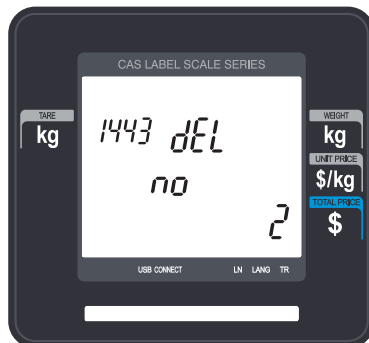 CAS LABEL SCALE SERIES
TARE
kg
1443 dEL
no
2
WEIGHT
kg
UNIT PRICE
$/kg
TOTAL PRICE
$
USB CONNECT LN LANG TR